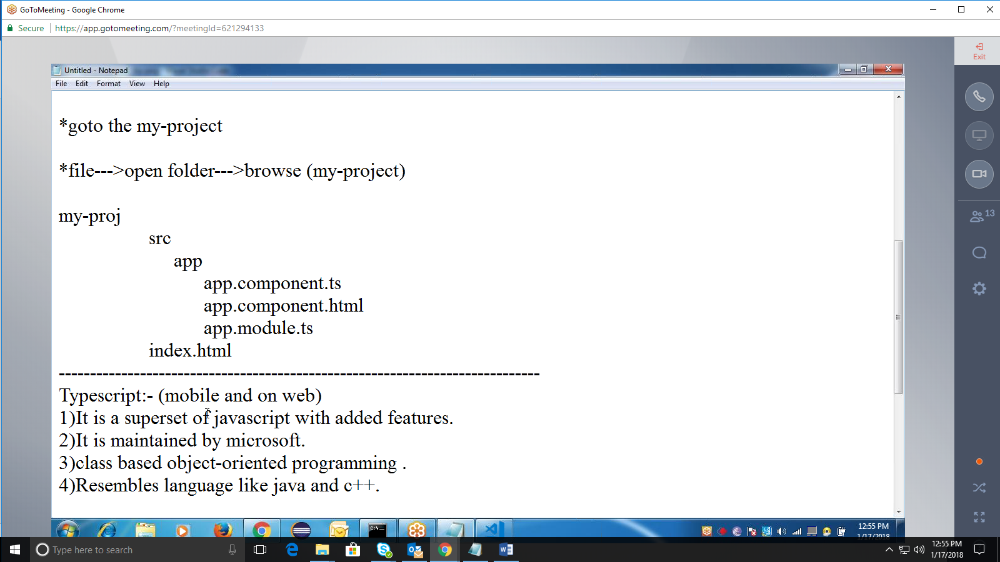 GoToMeeting - Google Chrome
Secure
https://app.gotomeeting.com/?meetingId=621294133
Exit
Untitled - Notepad
File Edit Format View Help
*goto the my-project
*file--->open folder--->browse (my-project)
my-proj
src
app
app.component.ts
app.component.html
app.module.ts
index.html
-----------------------------------------------------------------------------
Typescript:- (mobile and on web)
1)It is a superset of javascript with added features.
2)It is maintained by microsoft.
3)class based object-oriented programming .
4)Resembles language like java and c++.
13
12:55 PM
1/17/2018
Type here to search
12:55 PM
1/17/2018